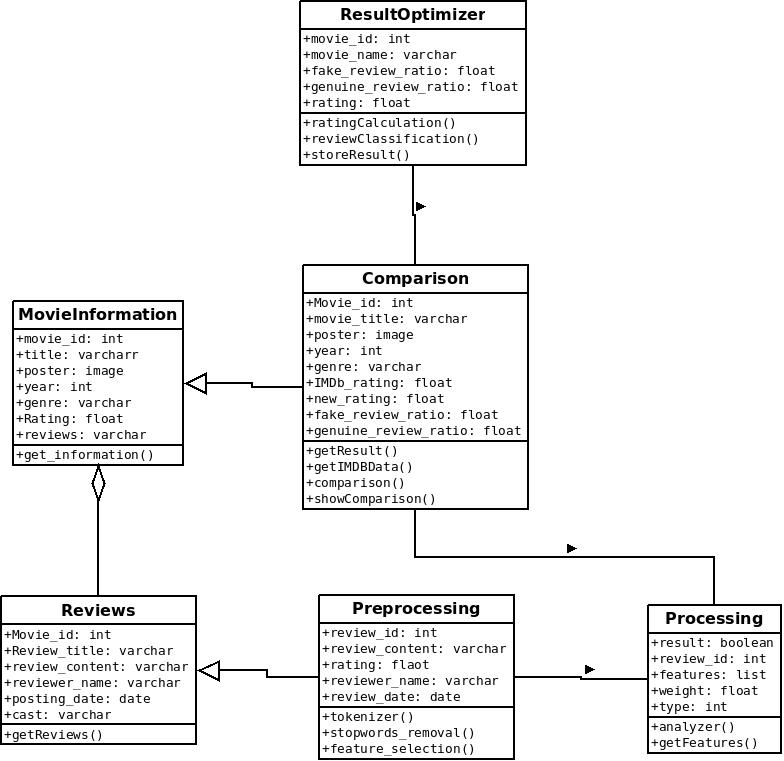 ResultOptimizer
+movie_id: int
+movie_name: varchar
+fake_review_ratio: float
+genuine_review_ratio: float
+rating: float
+ratingCalculation()
+reviewClassification()
+storeResult()
Comparison
+Movie_id: int
+movie_title: varchar
+poster: image
+year: int
+genre: varchar
+IMDb_rating: float
+new_rating: float
+fake_review_ratio: float
+genuine_review_ratio: float
+getResult()
+getIMDBData()
+comparison()
+showComparison()
MovieInformation
+movie_id: int
+title: varcharr
+poster: image
+year: int
+genre: varchar
+Rating: float
+reviews: varchar
+get_information()
Reviews
+Movie_id: int
+Review_title: varchar
+review_content: varchar
+reviewer_name: varchar
+posting_date: date
+cast: varchar
+getReviews()
Preprocessing
+review_id: int
+review_content: varchar
+rating: flaot
+reviewer_name: varchar
+review_date: date
+tokenizer()
+stopwords_removal()
+feature_selection()
Processing
+result: boolean
+review_id: int
+features: list
+weight: float
+type: int
+analyzer()
+getFeatures()